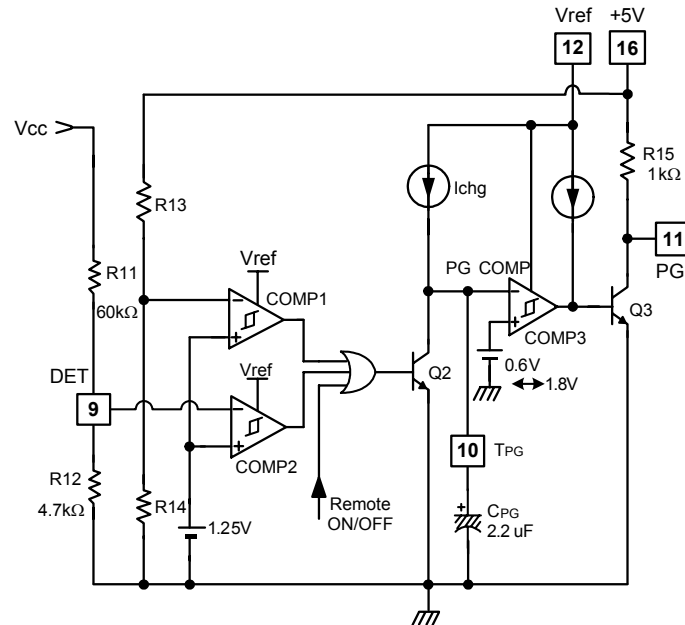 Vref +5V
12 16
Vcc
R15
1kΩ
Ichg
R13
11
PG
Vref
R11
60kΩ
PG COMP
COMP1
Q3
COMP3
Vref
0.6V
1.8V
DET
Q2
9
COMP2
10 TPG
R12
4.7kΩ
R14
1.25V
Remote
ON/OFF
+
CPG
2.2 uF